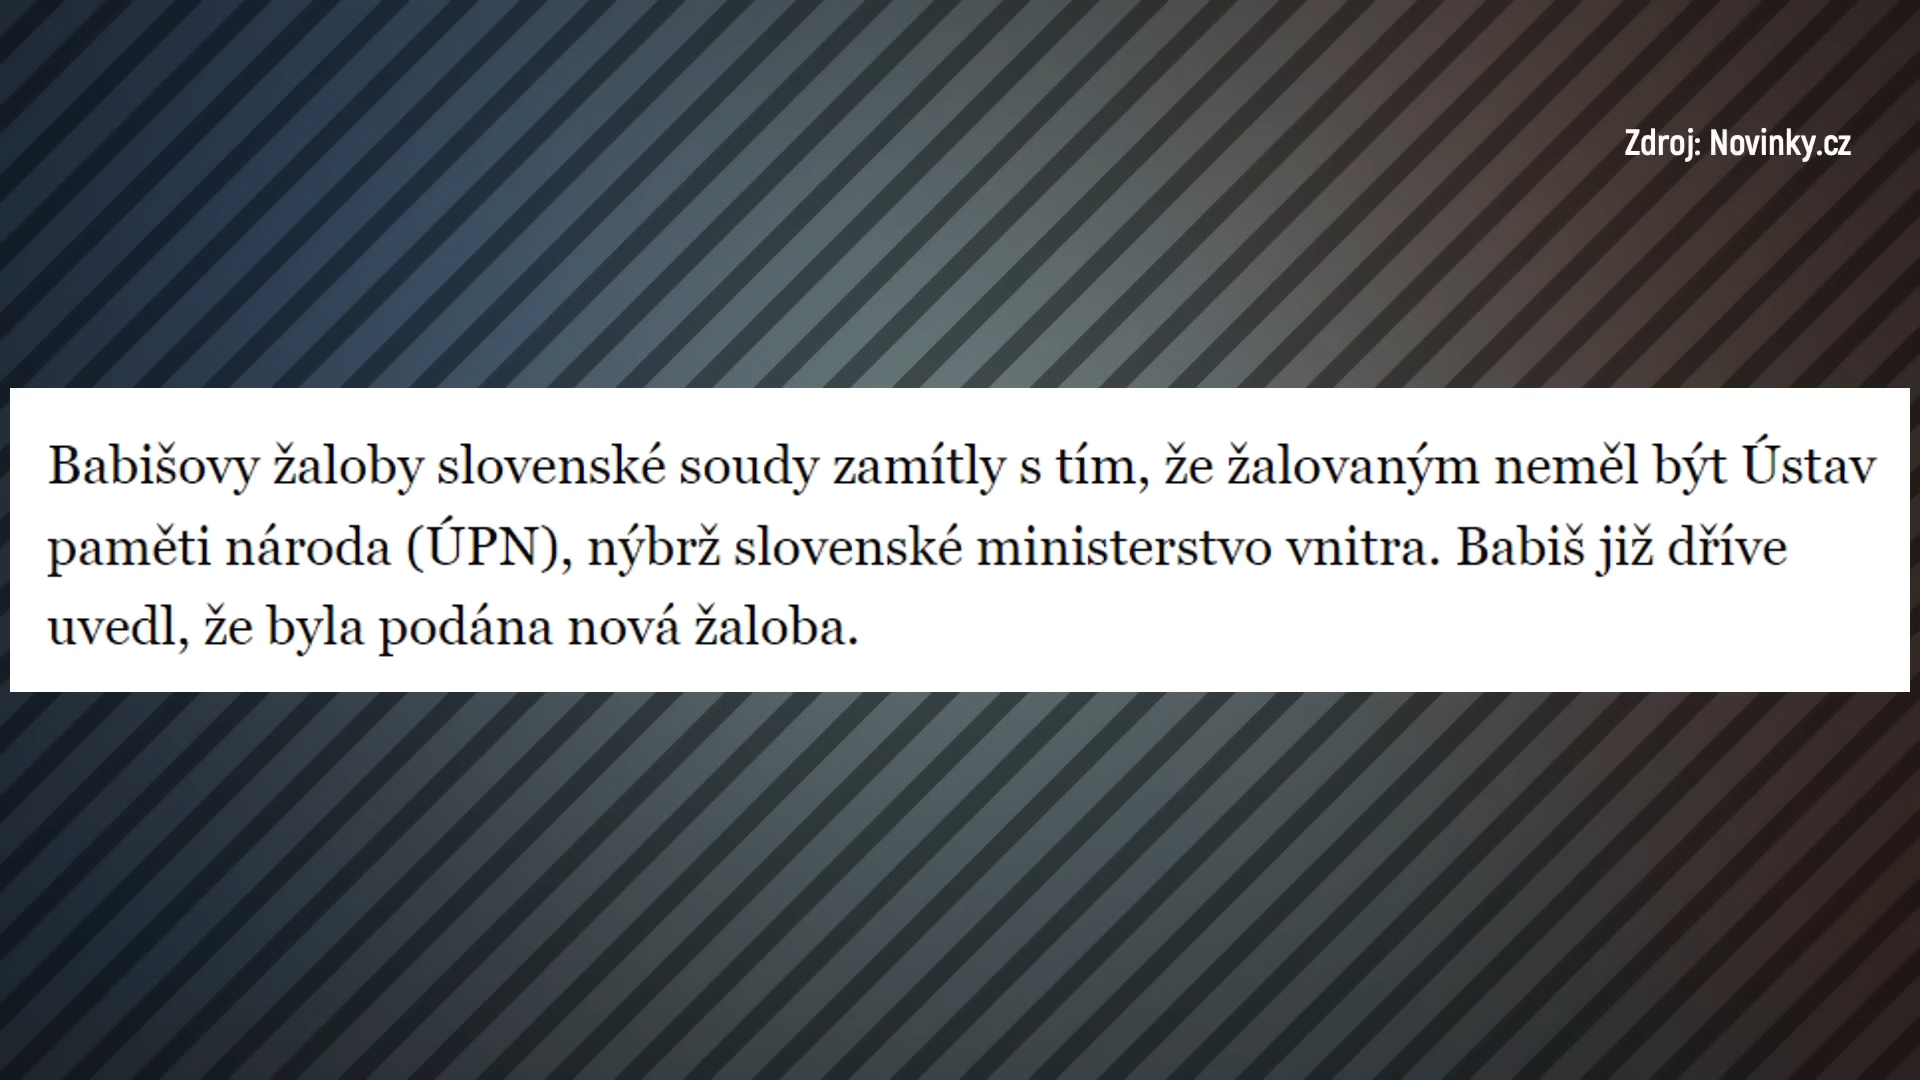 Zdroj: Novinky.cz
Babišovy žaloby slovenské soudy zamítly s tím, že žalovaným neměl být Ústav
paměti národa (ÚPN), nýbrž slovenské ministerstvo vnitra. Babiš již dříve
uvedl, že byla podána nová žaloba.